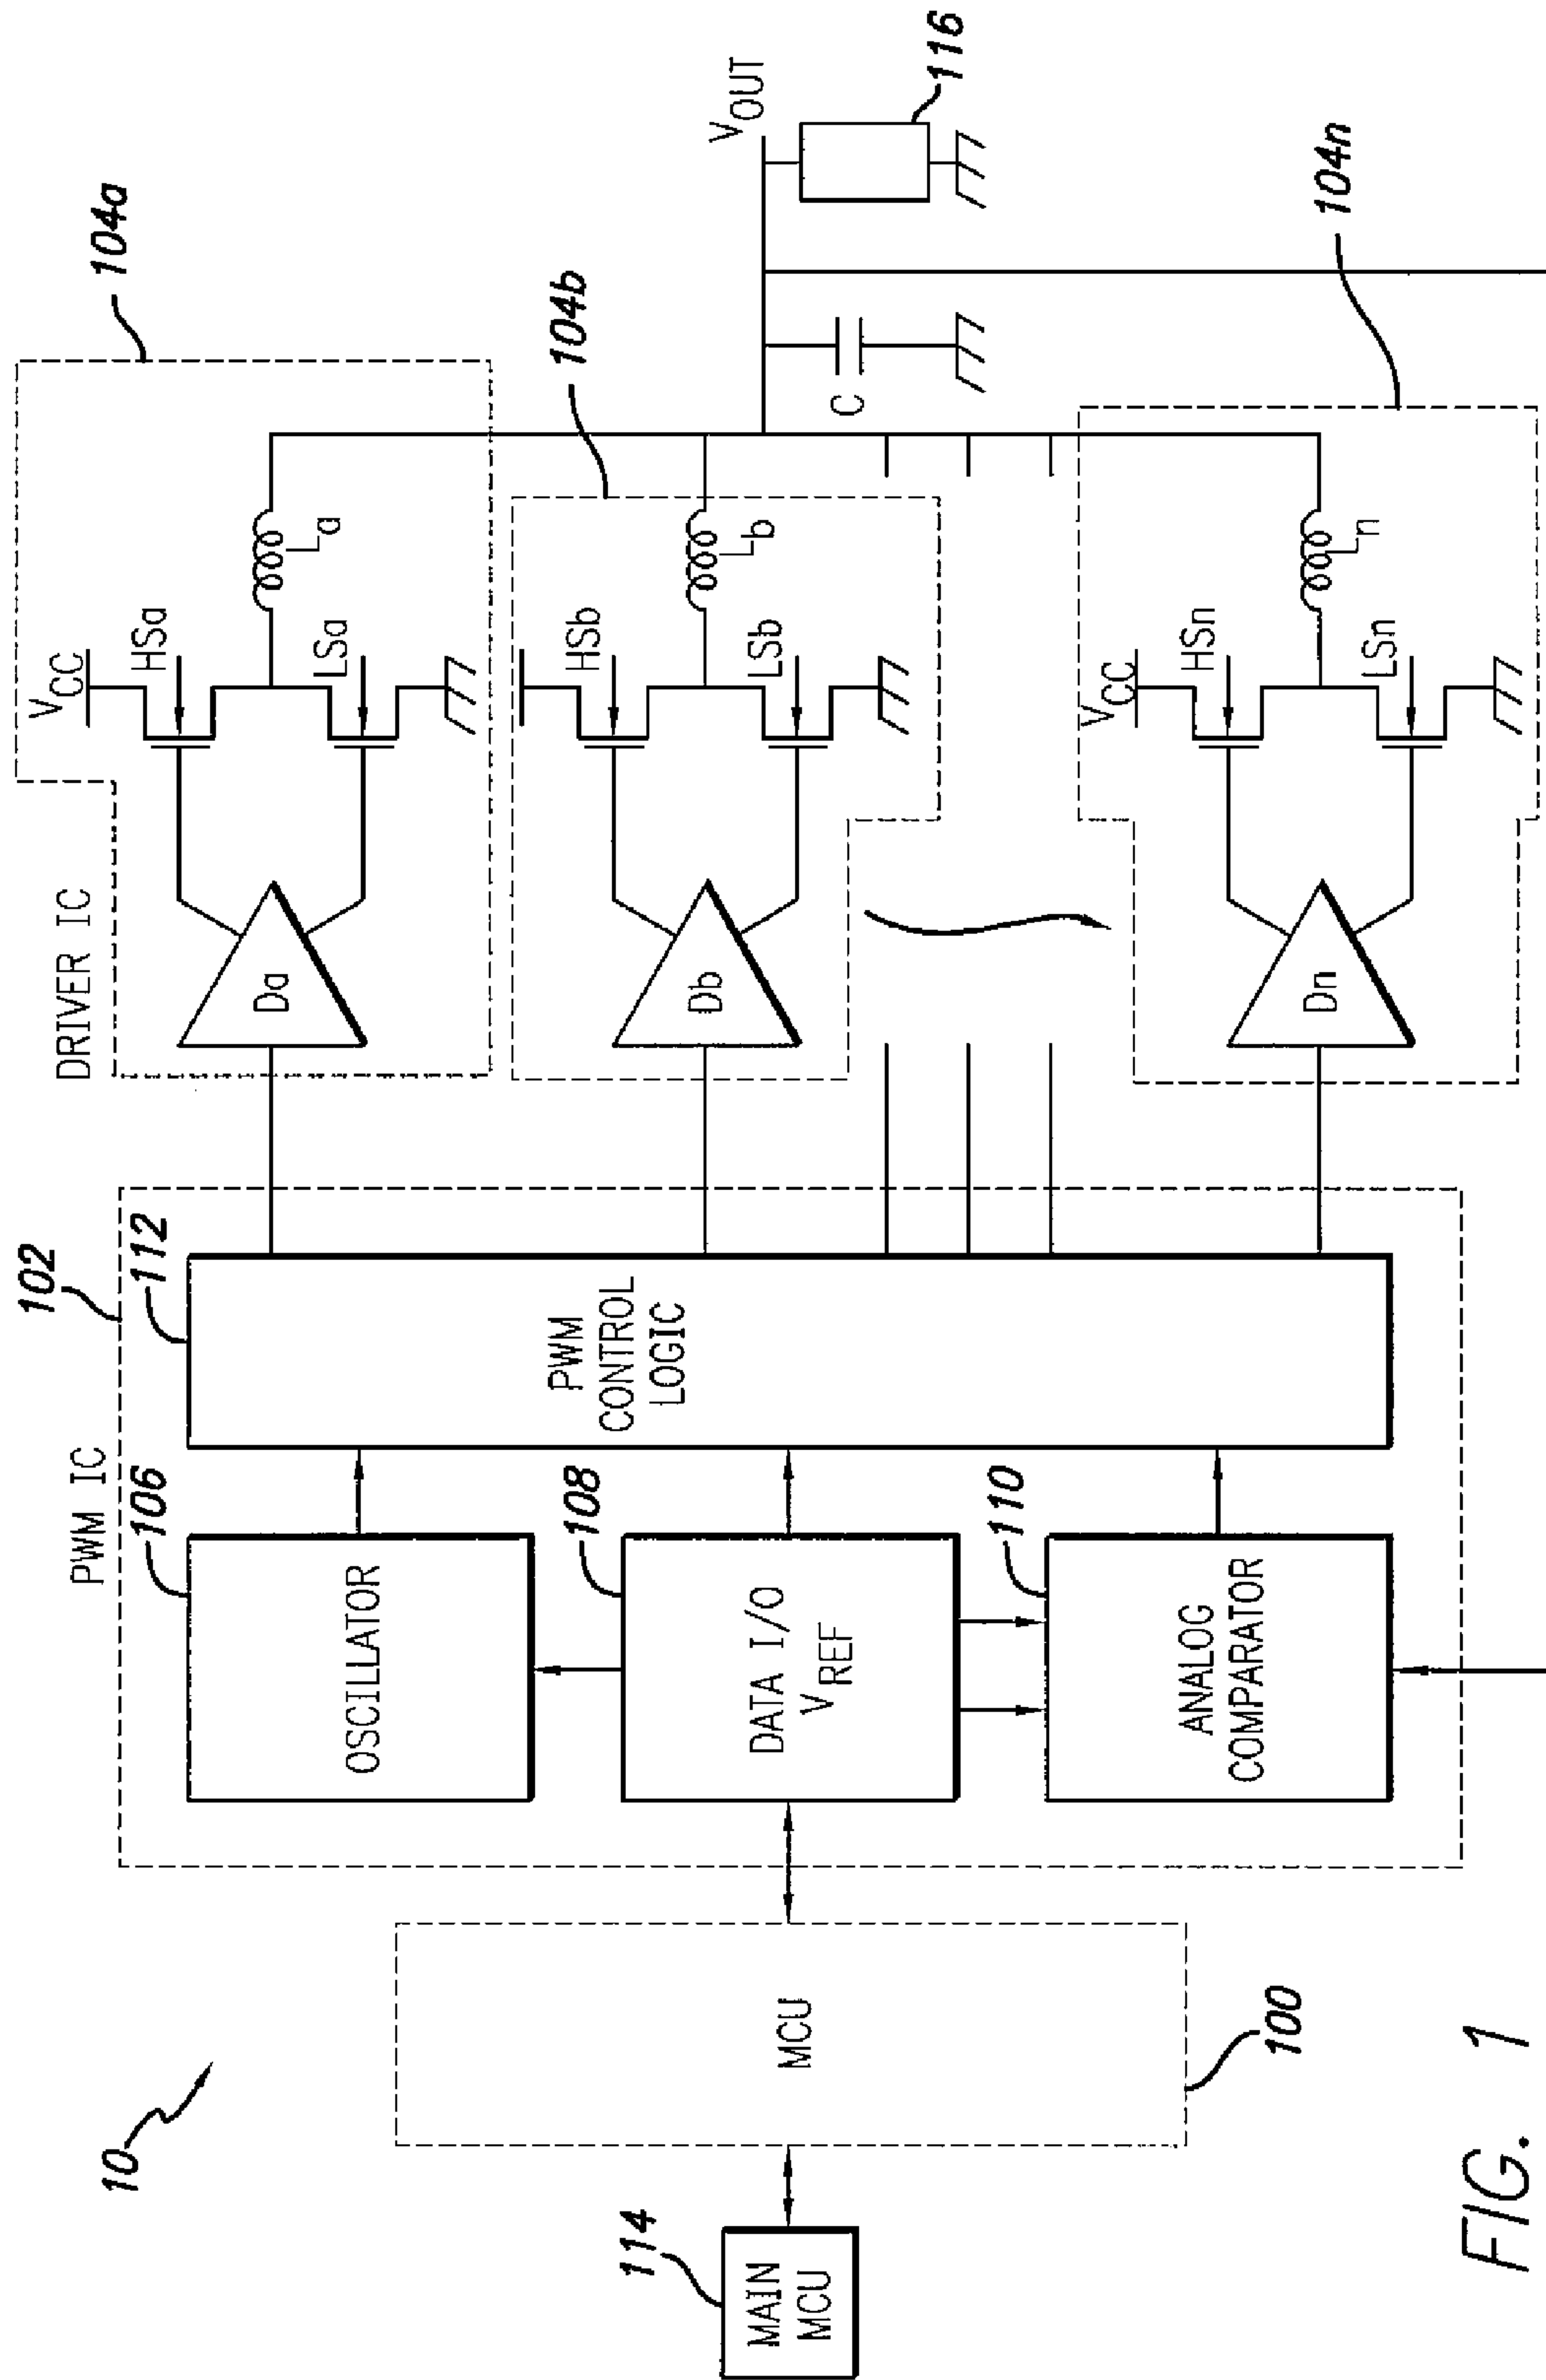 10
114
MAIN
MCU
MCU
100
102
PWM IC
106
OSCILLATOR
108
DATA I/O
VREF
110
ANALOG
COMPARATOR
112
PWM
CONTROL
LOGIC
DRIVER IC
104a
Da
VCC
HSa
LSa
La
104b
Db
HSb
LSb
Lb
104n
Dn
VCC
HSn
LSn
Ln
C
VOUT
116
FIG. 1